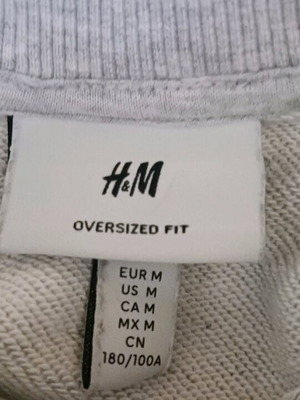 H&M
OVERSIZED FIT
EUR M
US M
CA M
MX M
CN
180/100A